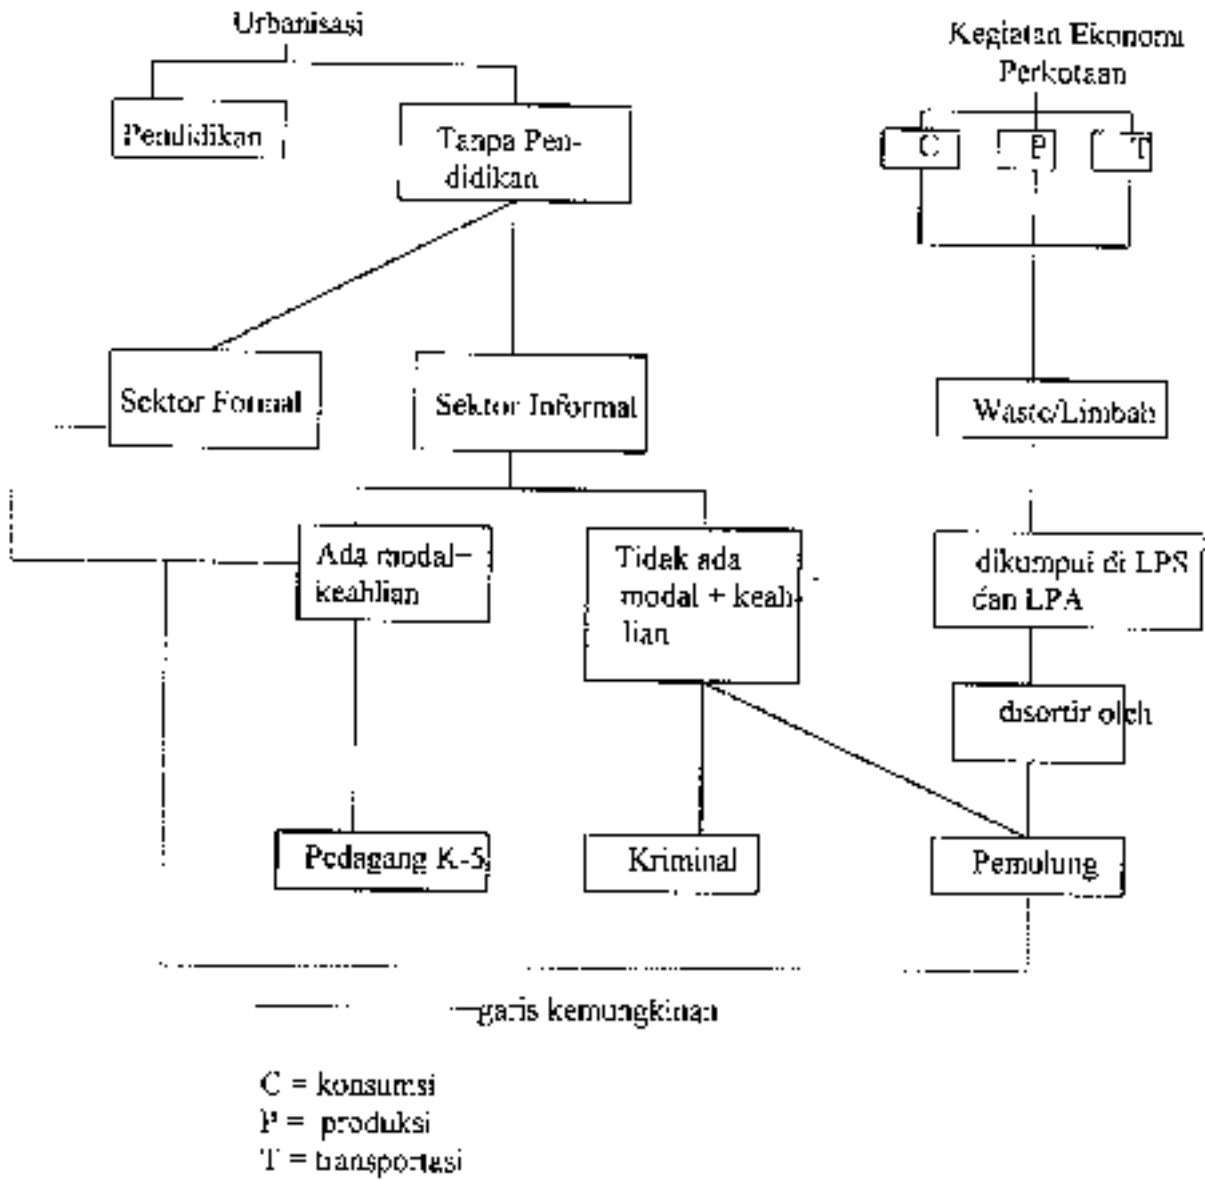 Urbanisasi
Kegiatan Ekonomi
Perkotaan
Pendidikan
Tanpa Pen-
didikan
C
P
T
Sektor Formal
Sektor Informal
Waste/Limbah
Ada modal+
keahlian
Tidak ada
modal + keah-
lian
dikumpul di LPS
dan LPA
disortir oleh
Pedagang K-5
Kriminal
Pemulung
garis kemungkinan
C = konsumsi
P = produksi
T = transportasi